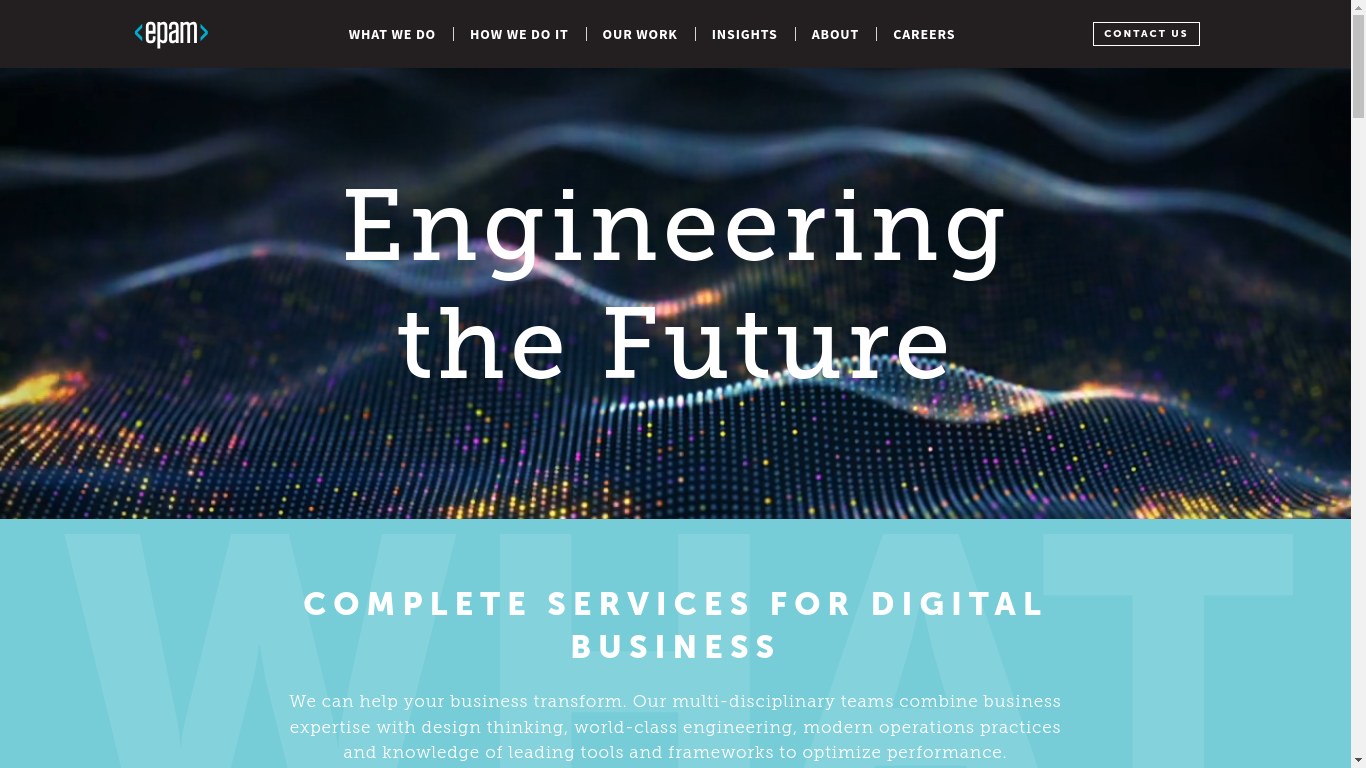 <epam>
WHAT WE DO
HOW WE DO IT
OUR WORK
INSIGHTS
ABOUT
CAREERS
CONTACT US
Engineering
the Future
WHAT
COMPLETE SERVICES FOR DIGITAL
BUSINESS
We can help your business transform. Our multi-disciplinary teams combine business
expertise with design thinking, world-class engineering, modern operations practices
and knowledge of leading tools and frameworks to optimize performance.